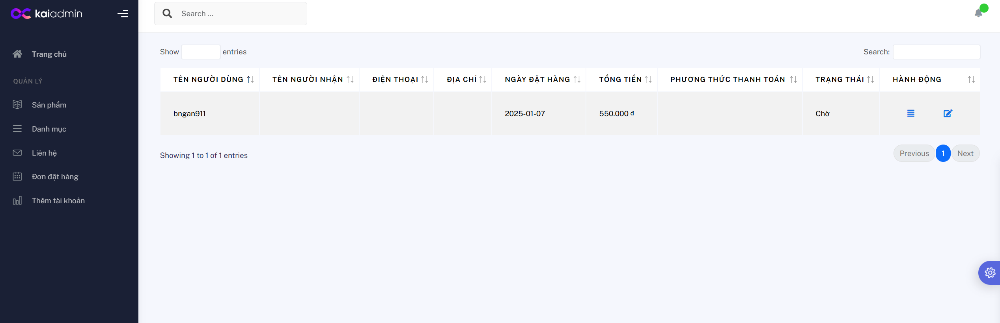 kaiadmin
Search ...
Trang chủ
QUẢN LÝ
Sản phẩm
Danh mục
Liên hệ
Đơn đặt hàng
Thêm tài khoản
Show entries
Search:
TÊN NGƯỜI DÙNG TÊN NGƯỜI NHẬN ĐIỆN THOẠI ĐỊA CHỈ NGÀY ĐẶT HÀNG TỔNG TIỀN PHƯƠNG THỨC THANH TOÁN TRẠNG THÁI HÀNH ĐỘNG
bngan911 2025-01-07 550.000 ₫ Chờ
Showing 1 to 1 of 1 entries
Previous 1 Next